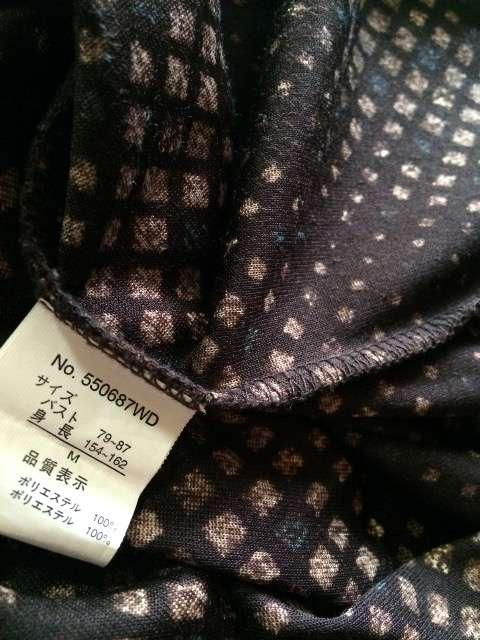 No. 550687WD
サイズ
バスト 79~87
身 長 154~162
M
品質表示
ポリエステル 100%
ポリエステル 100%